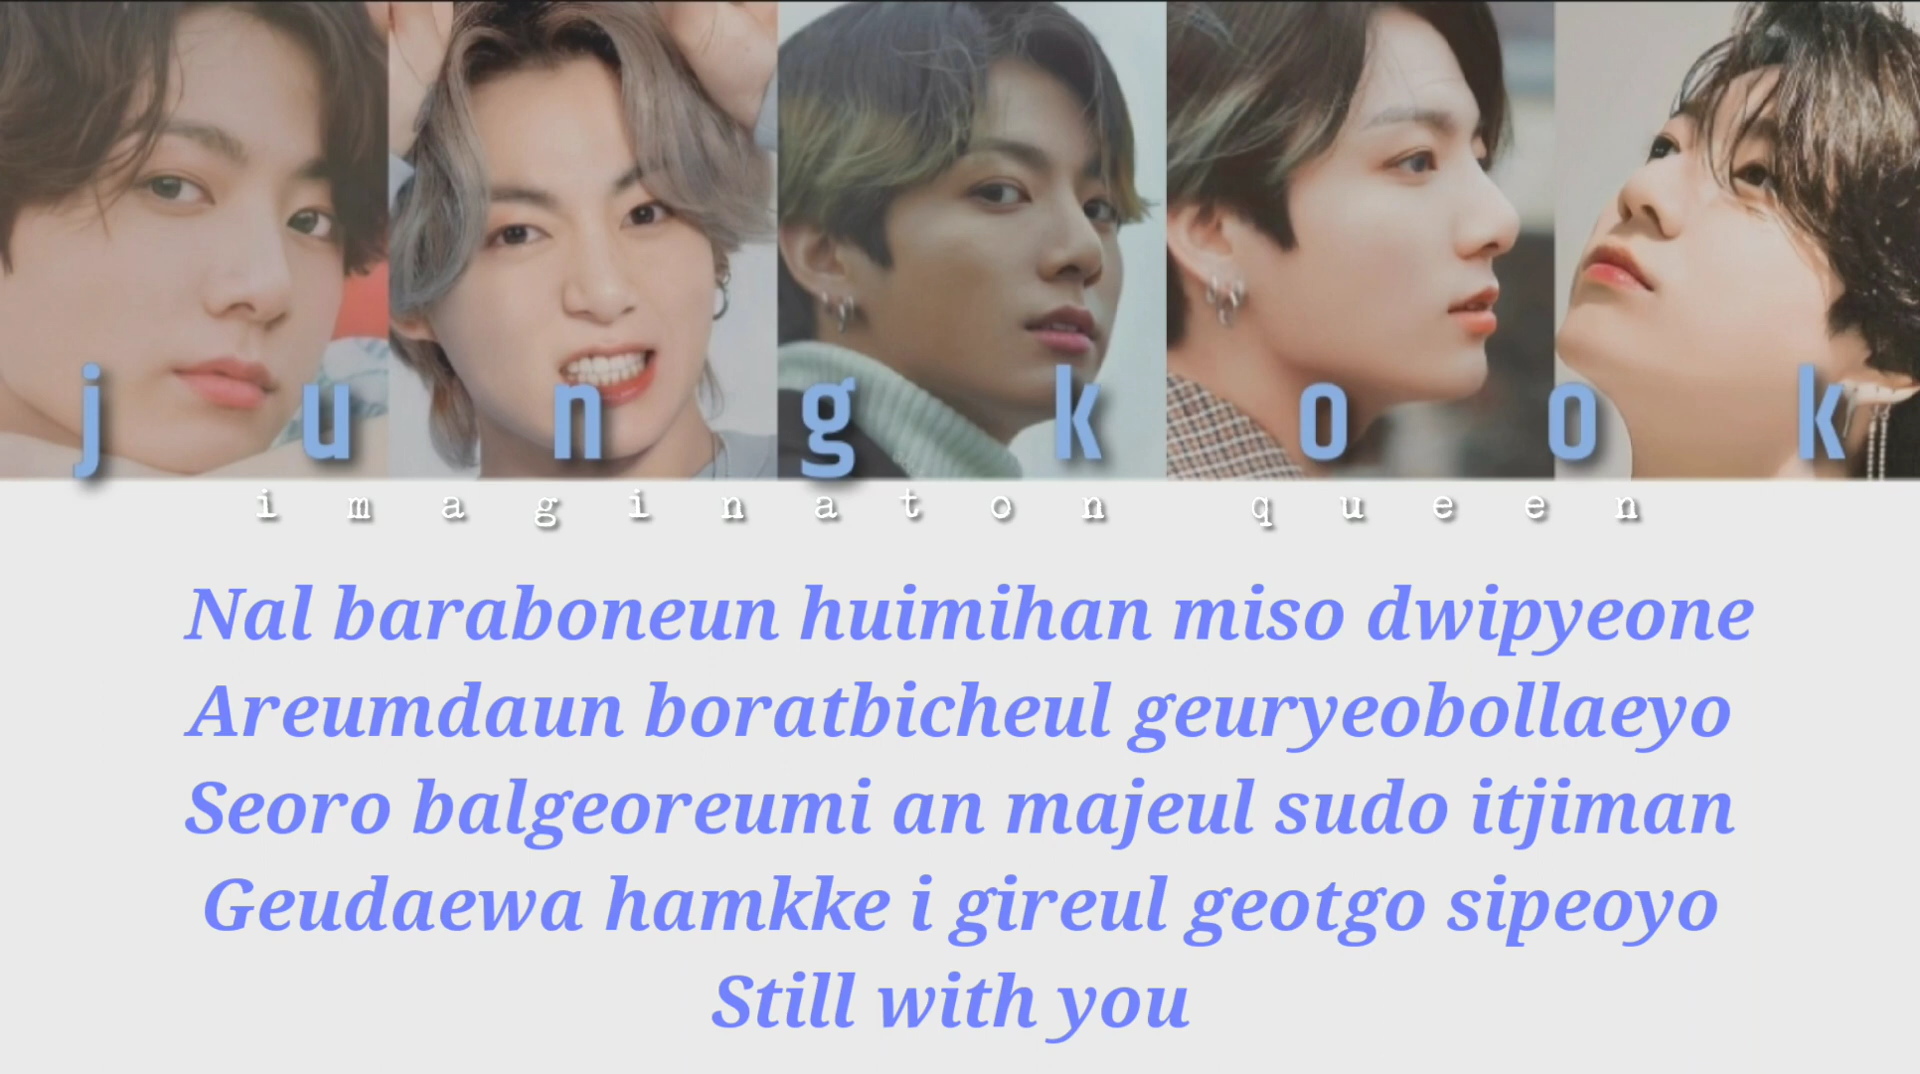 jungkook
imaginaton queen
Nal baraboneun huimihan miso dwipyeone
Areumdaun boratbicheul geuryeobollaeyo
Seoro balgeoreumi an majeul sudo itjiman
Geudaewa hamkke i gireul geotgo sipeoyo
Still with you